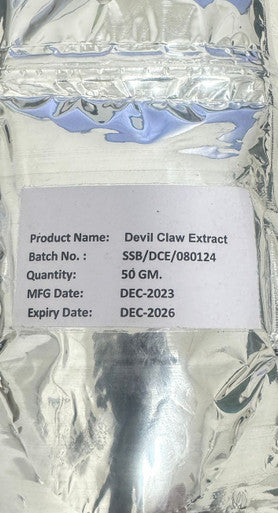 Product Name: Devil Claw Extract
Batch No. : SSB/DCE/080124
Quantity: 50 GM.
MFG Date: DEC-2023
Expiry Date: DEC-2026